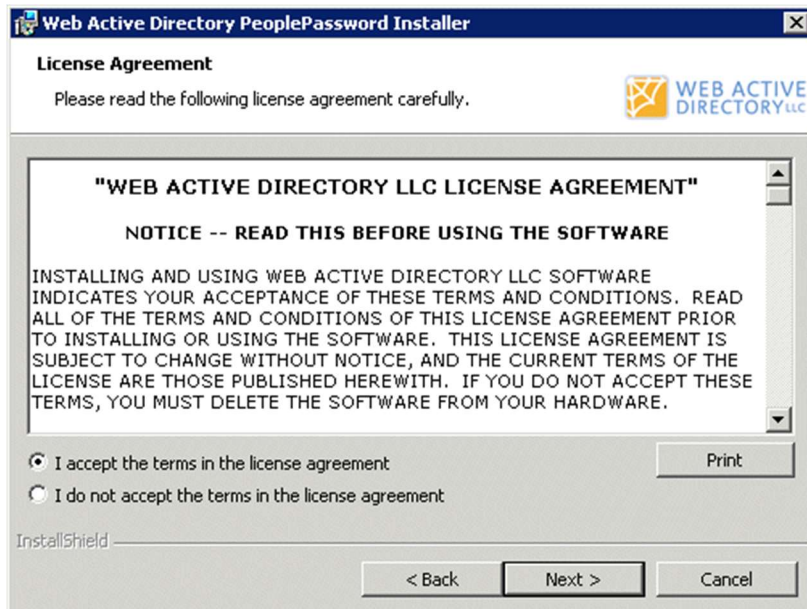 Web Active Directory PeoplePassword Installer
License Agreement
Please read the following license agreement carefully.
WEB ACTIVE
DIRECTORY LLC
"WEB ACTIVE DIRECTORY LLC LICENSE AGREEMENT"
NOTICE -- READ THIS BEFORE USING THE SOFTWARE
INSTALLING AND USING WEB ACTIVE DIRECTORY LLC SOFTWARE
INDICATES YOUR ACCEPTANCE OF THESE TERMS AND CONDITIONS.  READ
ALL OF THE TERMS AND CONDITIONS OF THIS LICENSE AGREEMENT PRIOR
TO INSTALLING OR USING THE SOFTWARE.  THIS LICENSE AGREEMENT IS
SUBJECT TO CHANGE WITHOUT NOTICE, AND THE CURRENT TERMS OF THE
LICENSE ARE THOSE PUBLISHED HEREWITH.  IF YOU DO NOT ACCEPT THESE
TERMS, YOU MUST DELETE THE SOFTWARE FROM YOUR HARDWARE.
I accept the terms in the license agreement
Print
I do not accept the terms in the license agreement
InstallShield
< Back
Next >
Cancel